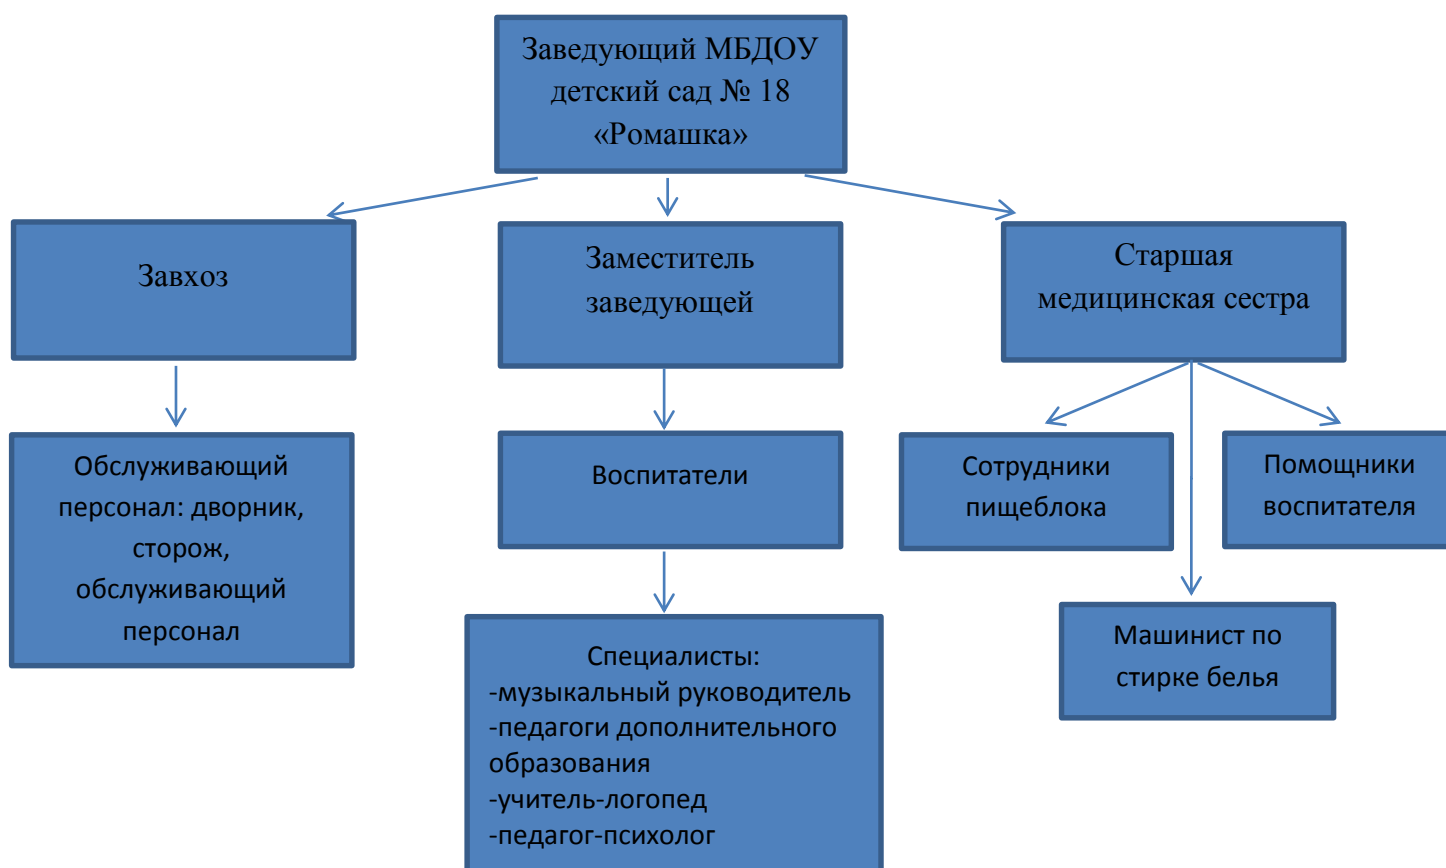 Заведующий МБДОУ
детский сад № 18
«Ромашка»
Завхоз
Заместитель
заведующей
Старшая
медицинская сестра
Обслуживающий
персонал: дворник,
сторож,
обслуживающий
персонал
Воспитатели
Сотрудники
пищеблока
Помощники
воспитателя
Машинист по
стирке белья
Специалисты:
-музыкальный руководитель
-педагоги дополнительного
образования
-учитель-логопед
-педагог-психолог